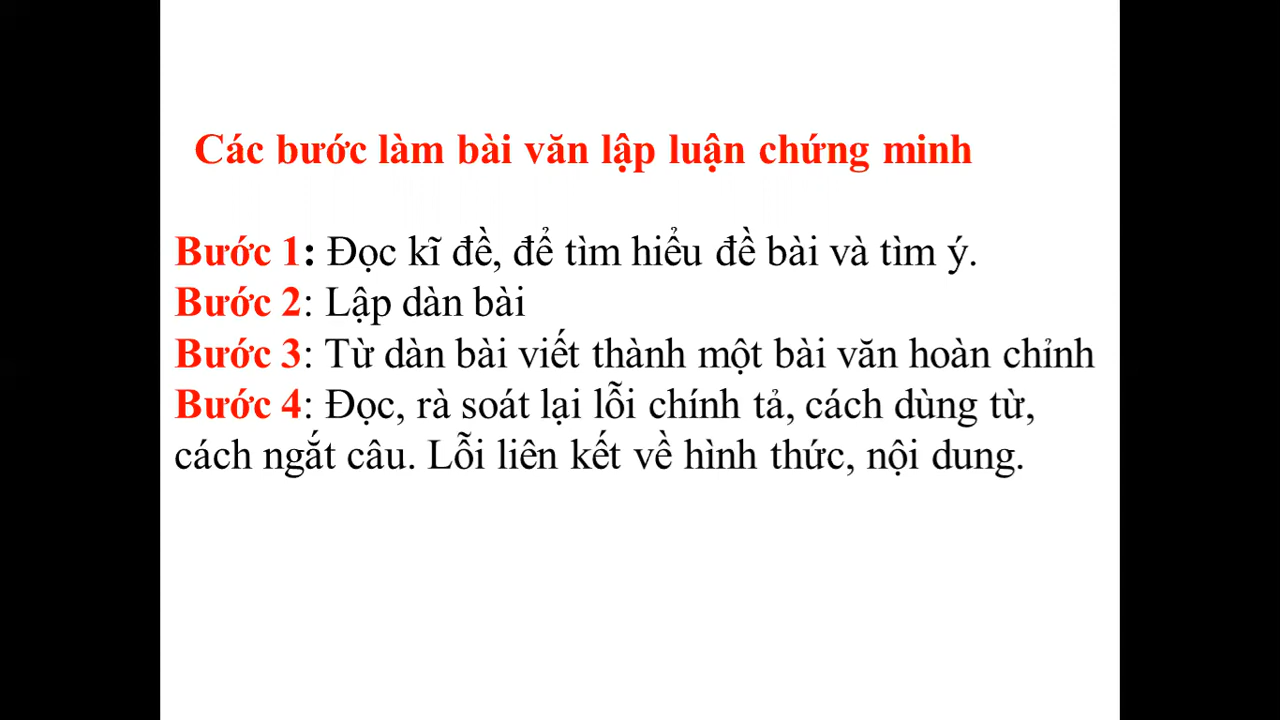 Các bước làm bài văn lập luận chứng minh
Bước 1: Đọc kĩ đề, để tìm hiểu đề bài và tìm ý.
Bước 2: Lập dàn bài
Bước 3: Từ dàn bài viết thành một bài văn hoàn chỉnh
Bước 4: Đọc, rà soát lại lỗi chính tả, cách dùng từ,
cách ngắt câu. Lỗi liên kết về hình thức, nội dung.